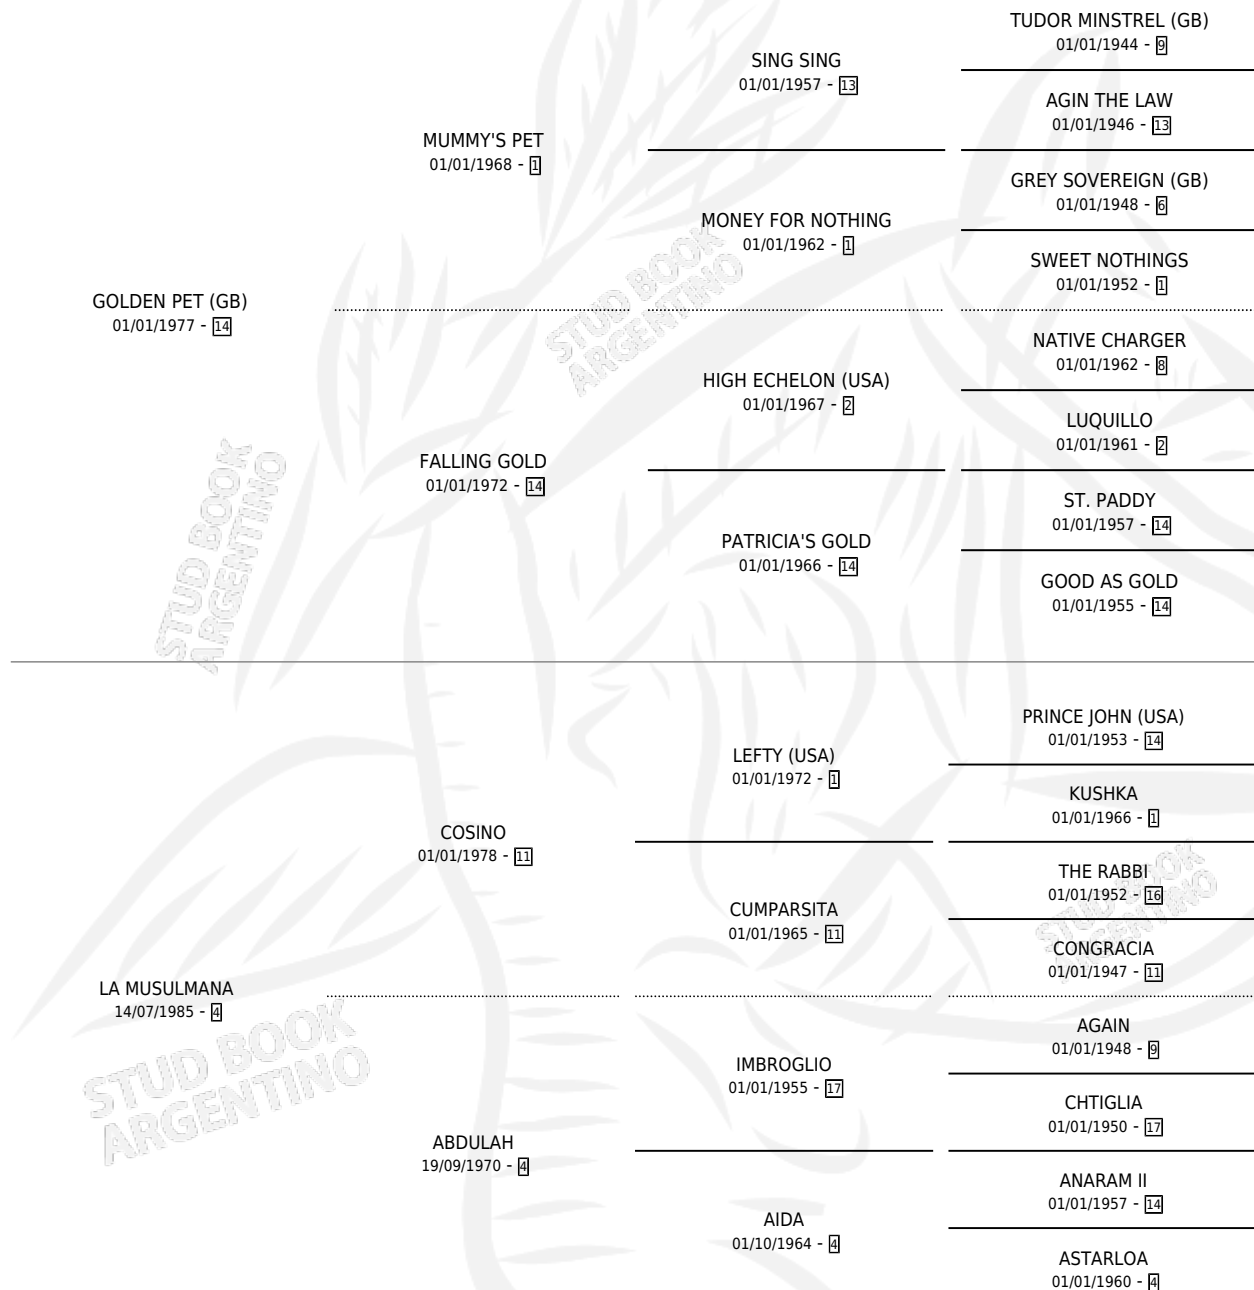 TUDOR MINSTREL (GB)
01/01/1944 - 9
SING SING
01/01/1957 - 13
AGIN THE LAW
01/01/1946 - 13
MUMMY'S PET
01/01/1968 - 1
GREY SOVEREIGN (GB)
01/01/1948 - 6
MONEY FOR NOTHING
01/01/1962 - 1
SWEET NOTHINGS
01/01/1952 - 1
GOLDEN PET (GB)
01/01/1977 - 14
STUD BOOK
ARGENTINO
NATIVE CHARGER
01/01/1962 - 8
HIGH ECHELON (USA)
01/01/1967 - 2
LUQUILLO
01/01/1961 - 2
FALLING GOLD
01/01/1972 - 14
ST. PADDY
01/01/1957 - 14
PATRICIA'S GOLD
01/01/1966 - 14
GOOD AS GOLD
01/01/1955 - 14
STUD BOOK
ARGENTINO
PRINCE JOHN (USA)
01/01/1953 - 14
LEFTY (USA)
01/01/1972 - 1
KUSHKA
01/01/1966 - 1
COSINO
01/01/1978 - 11
THE RABBI
01/01/1952 - 16
CUMPARSITA
01/01/1965 - 11
STUD BOOK
ARGENTINO
CONGRACIA
01/01/1947 - 11
LA MUSULMANA
14/07/1985 - 4
AGAIN
01/01/1948 - 9
IMBROGLIO
01/01/1955 - 17
STUD BOOK
ARGENTINO
CHTIGLIA
01/01/1950 - 17
ABDULAH
19/09/1970 - 4
ANARAM II
01/01/1957 - 14
AIDA
01/10/1964 - 4
ASTARLOA
01/01/1960 - 4